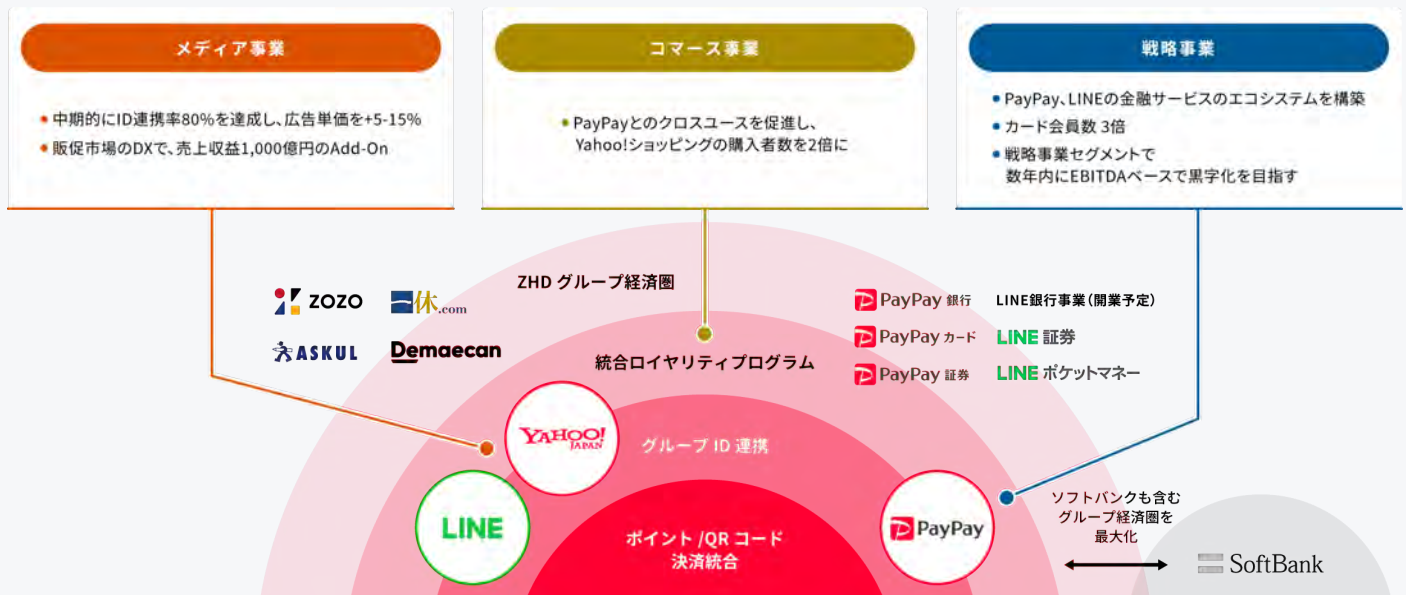 メディア事業
• 中期的にID連携率80%を達成し、広告単価を+5-15%
• 販促市場のDXで、売上収益1,000億円のAdd-On
コマース事業
• PayPayとのクロスユースを促進し、
Yahoo!ショッピングの購入者数を2倍に
戦略事業
• PayPay、LINEの金融サービスのエコシステムを構築
• カード会員数 3倍
• 戦略事業セグメントで
数年内にEBITDAベースで黒字化を目指す
ZHD グループ経済圏
ZOZO
一休.com
ASKUL
Demaecan
統合ロイヤリティプログラム
PayPay 銀行
LINE銀行事業(開業予定)
PayPay カード
LINE 証券
PayPay 証券
LINE ポケットマネー
YAHOO!
JAPAN
グループ ID 連携
LINE
ポイント /QR コード
決済統合
PayPay
ソフトバンクも含む
グループ経済圏を
最大化
SoftBank